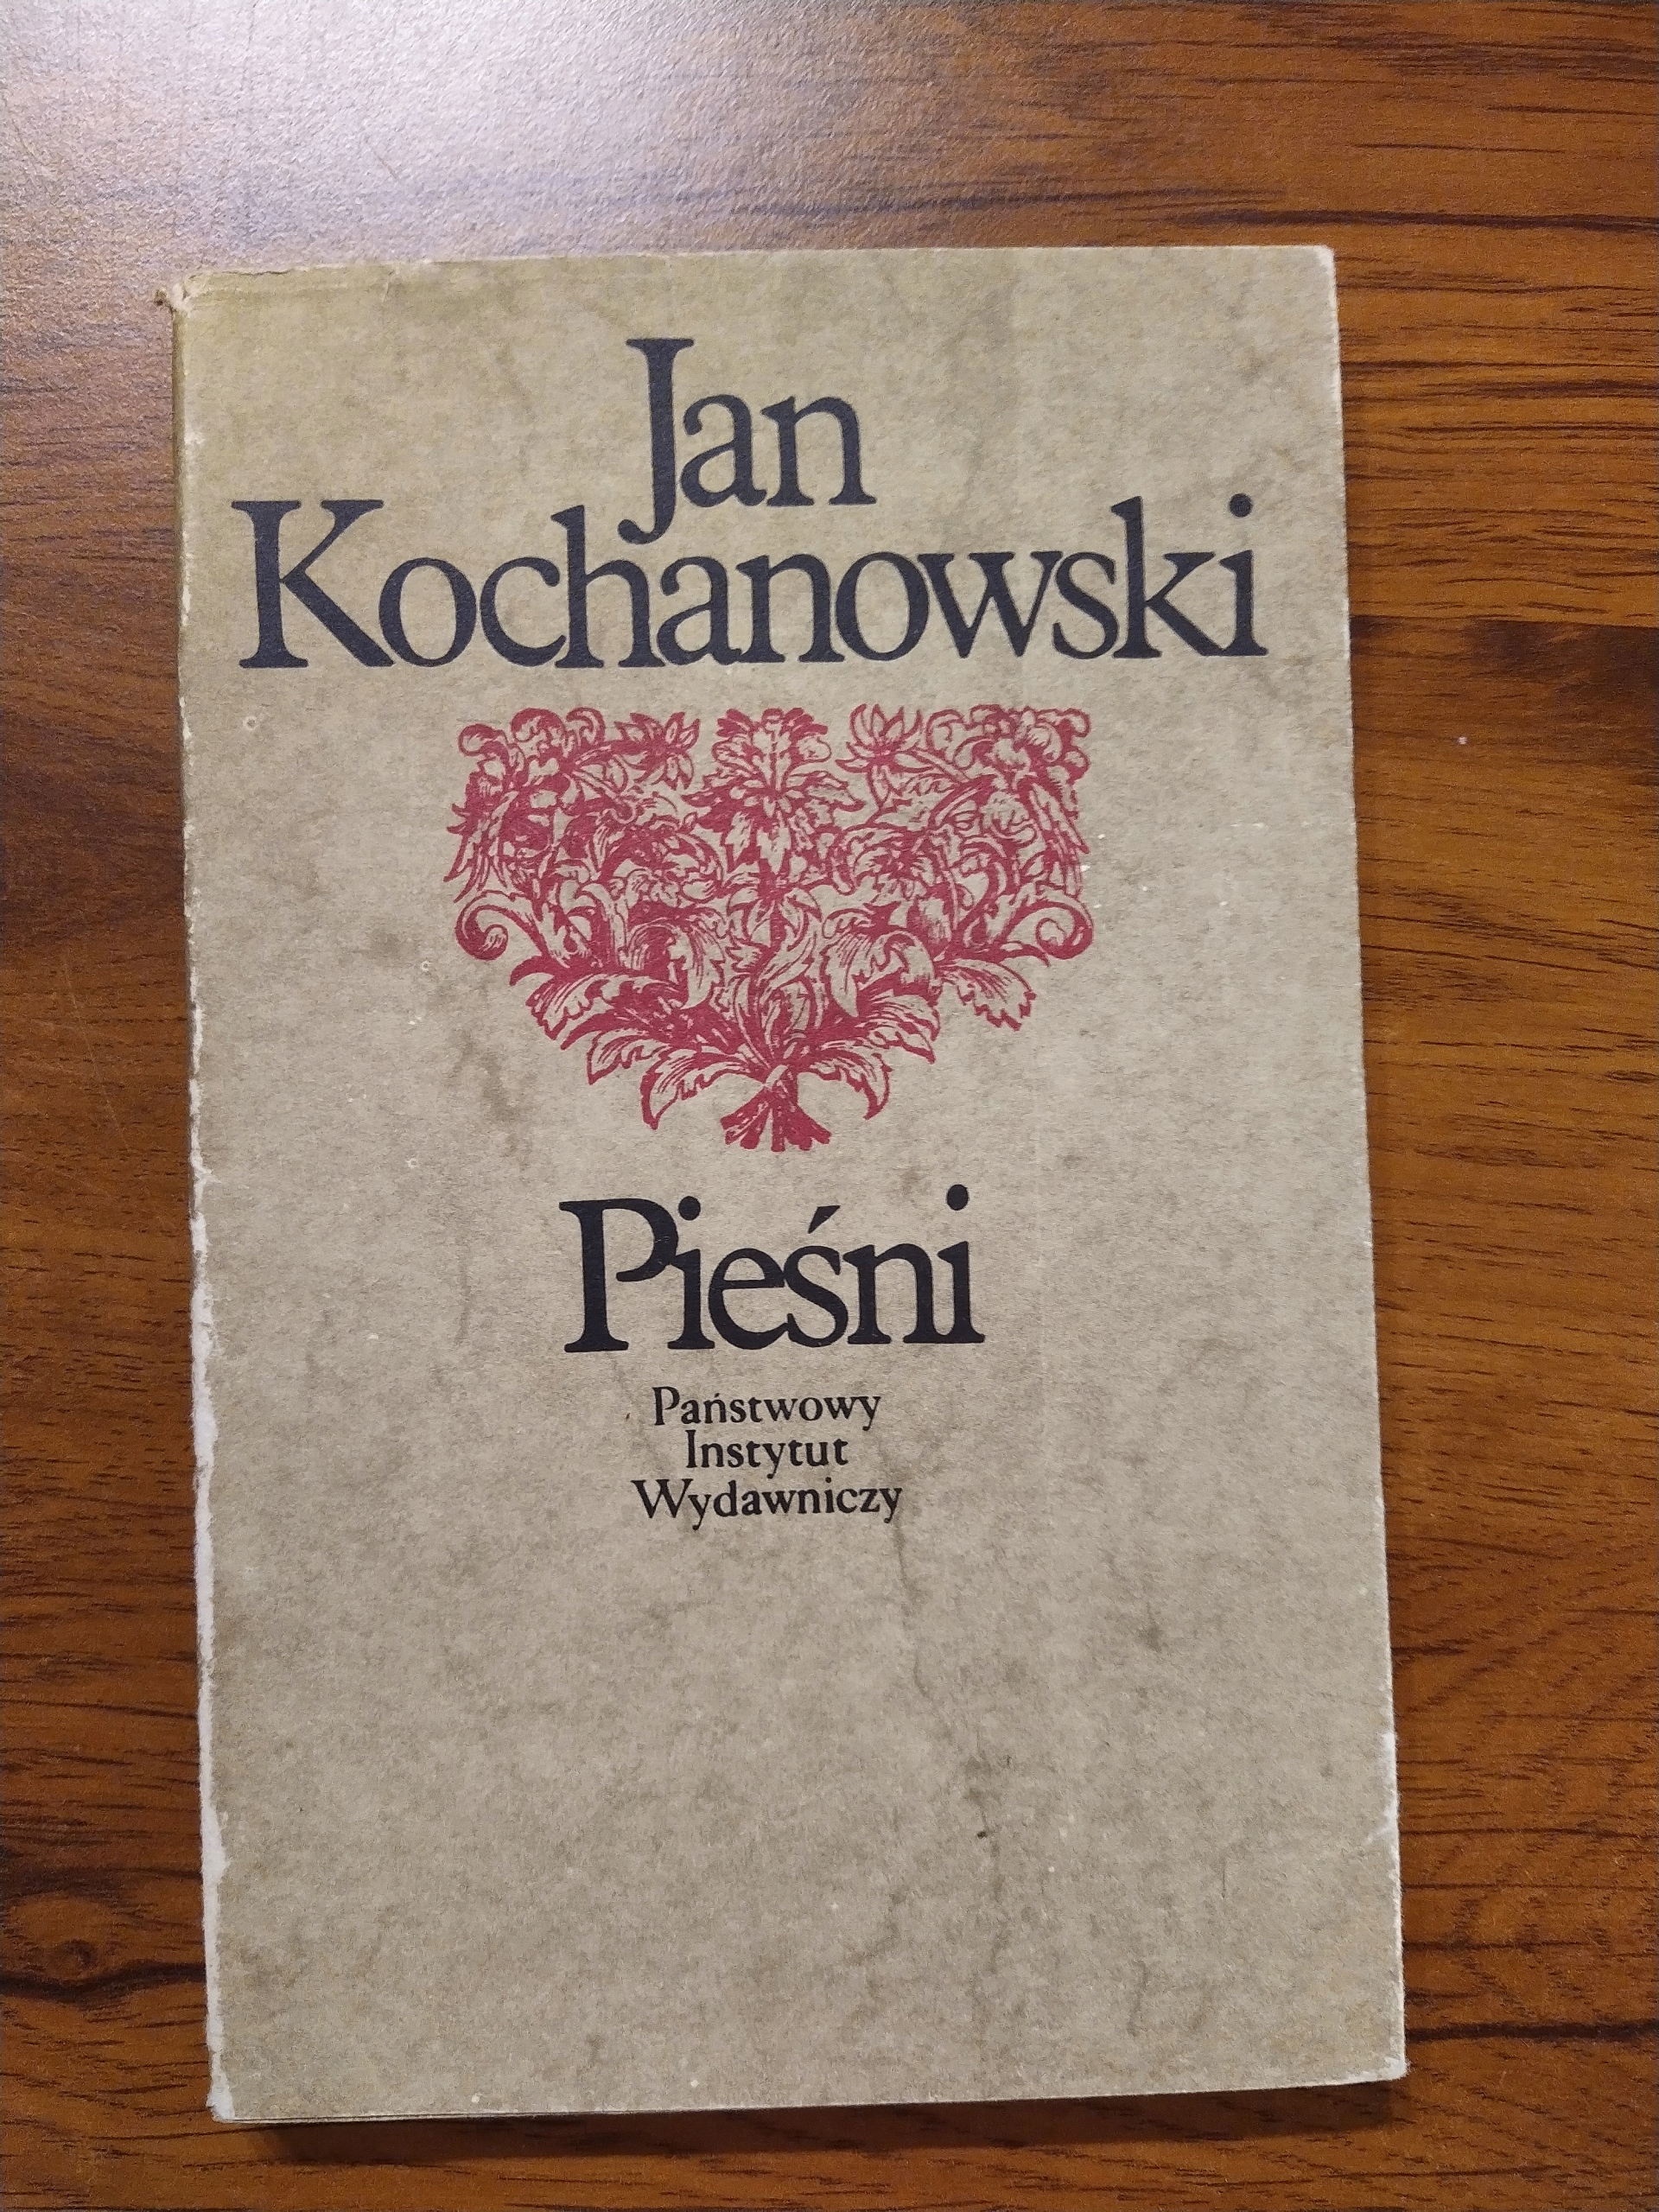 Jan
Kochanowski
Pieśni
Państwowy
Instytut
Wydawniczy